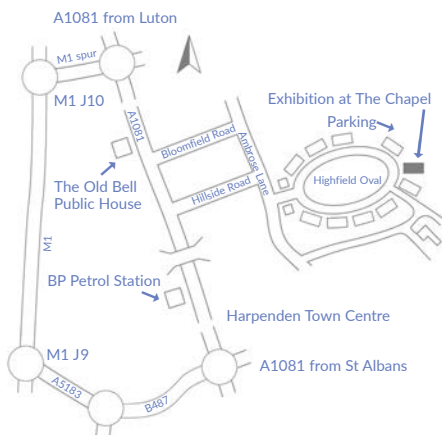 A1081 from Luton
M1 spur
M1 J10
A1081
Bloomfield Road
Ambrose Lane
Exhibition at The Chapel
Parking
Highfield Oval
The Old Bell
Public House
Hillside Road
M1
BP Petrol Station
Harpenden Town Centre
M1 J9
A1081 from St Albans
A5183
B487